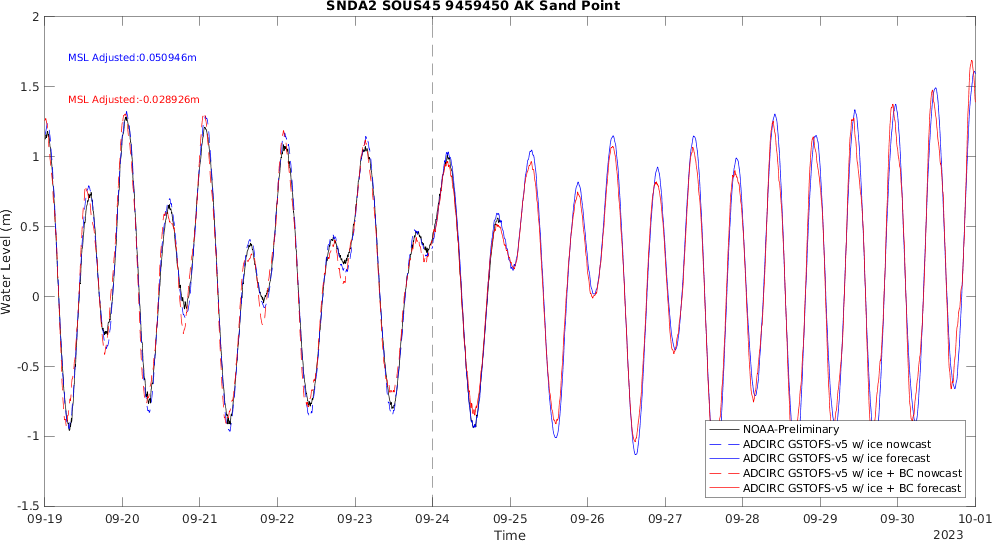 SNDA2 SOUS45 9459450 AK Sand Point
2
1.5
1
0.5
0
-0.5
-1
-1.5
Water Level (m)
MSL Adjusted:0.050946m
MSL Adjusted:-0.028926m
NOAA-Preliminary
ADCIRC GSTOFS-v5 w/ ice nowcast
ADCIRC GSTOFS-v5 w/ ice forecast
ADCIRC GSTOFS-v5 w/ ice + BC nowcast
ADCIRC GSTOFS-v5 w/ ice + BC forecast
09-19 09-20 09-21 09-22 09-23 09-24 09-25 09-26 09-27 09-28 09-29 09-30 10-01
Time
2023